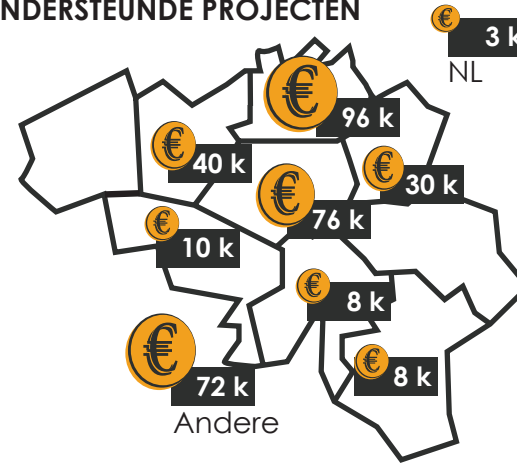 NDERSTEUNDE PROJECTEN
€ 3 k
NL
€ 96 k
€ 40 k
€ 30 k
€ 76 k
€ 10 k
€ 8 k
€ 8 k
€ 72 k
Andere